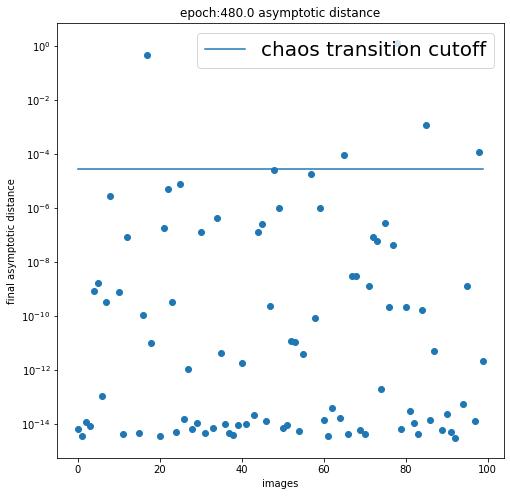 epoch:480.0 asymptotic distance
chaos transition cutoff
final asymptotic distance
10⁰
10⁻²
10⁻⁴
10⁻⁶
10⁻⁸
10⁻¹⁰
10⁻¹²
10⁻¹⁴
0 20 40 60 80 100
images